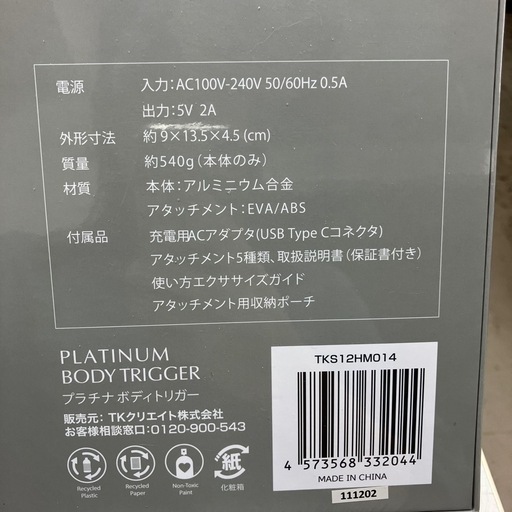 電源 入力:AC100V-240V 50/60Hz 0.5A
出力:5V 2A
外形寸法 約9×13.5×4.5(cm)
質量 約540g(本体のみ)
材質 本体:アルミニウム合金
アタッチメント:EVA/ABS
付属品 充電用ACアダプタ(USB Type Cコネクタ)
アタッチメント5種類、取扱説明書(保証書付き)
使い方エクササイズガイド
アタッチメント用収納ポーチ
PLATINUM
BODY TRIGGER
プラチナ ボディトリガー
販売元:TKクリエイト株式会社
お客様相談窓口:0120-900-543
Recycled
Plastic
Recycled
Paper
Non-Toxic
Paint
紙
化粧箱
TKS12HM014
4 573568 332044
MADE IN CHINA
111202